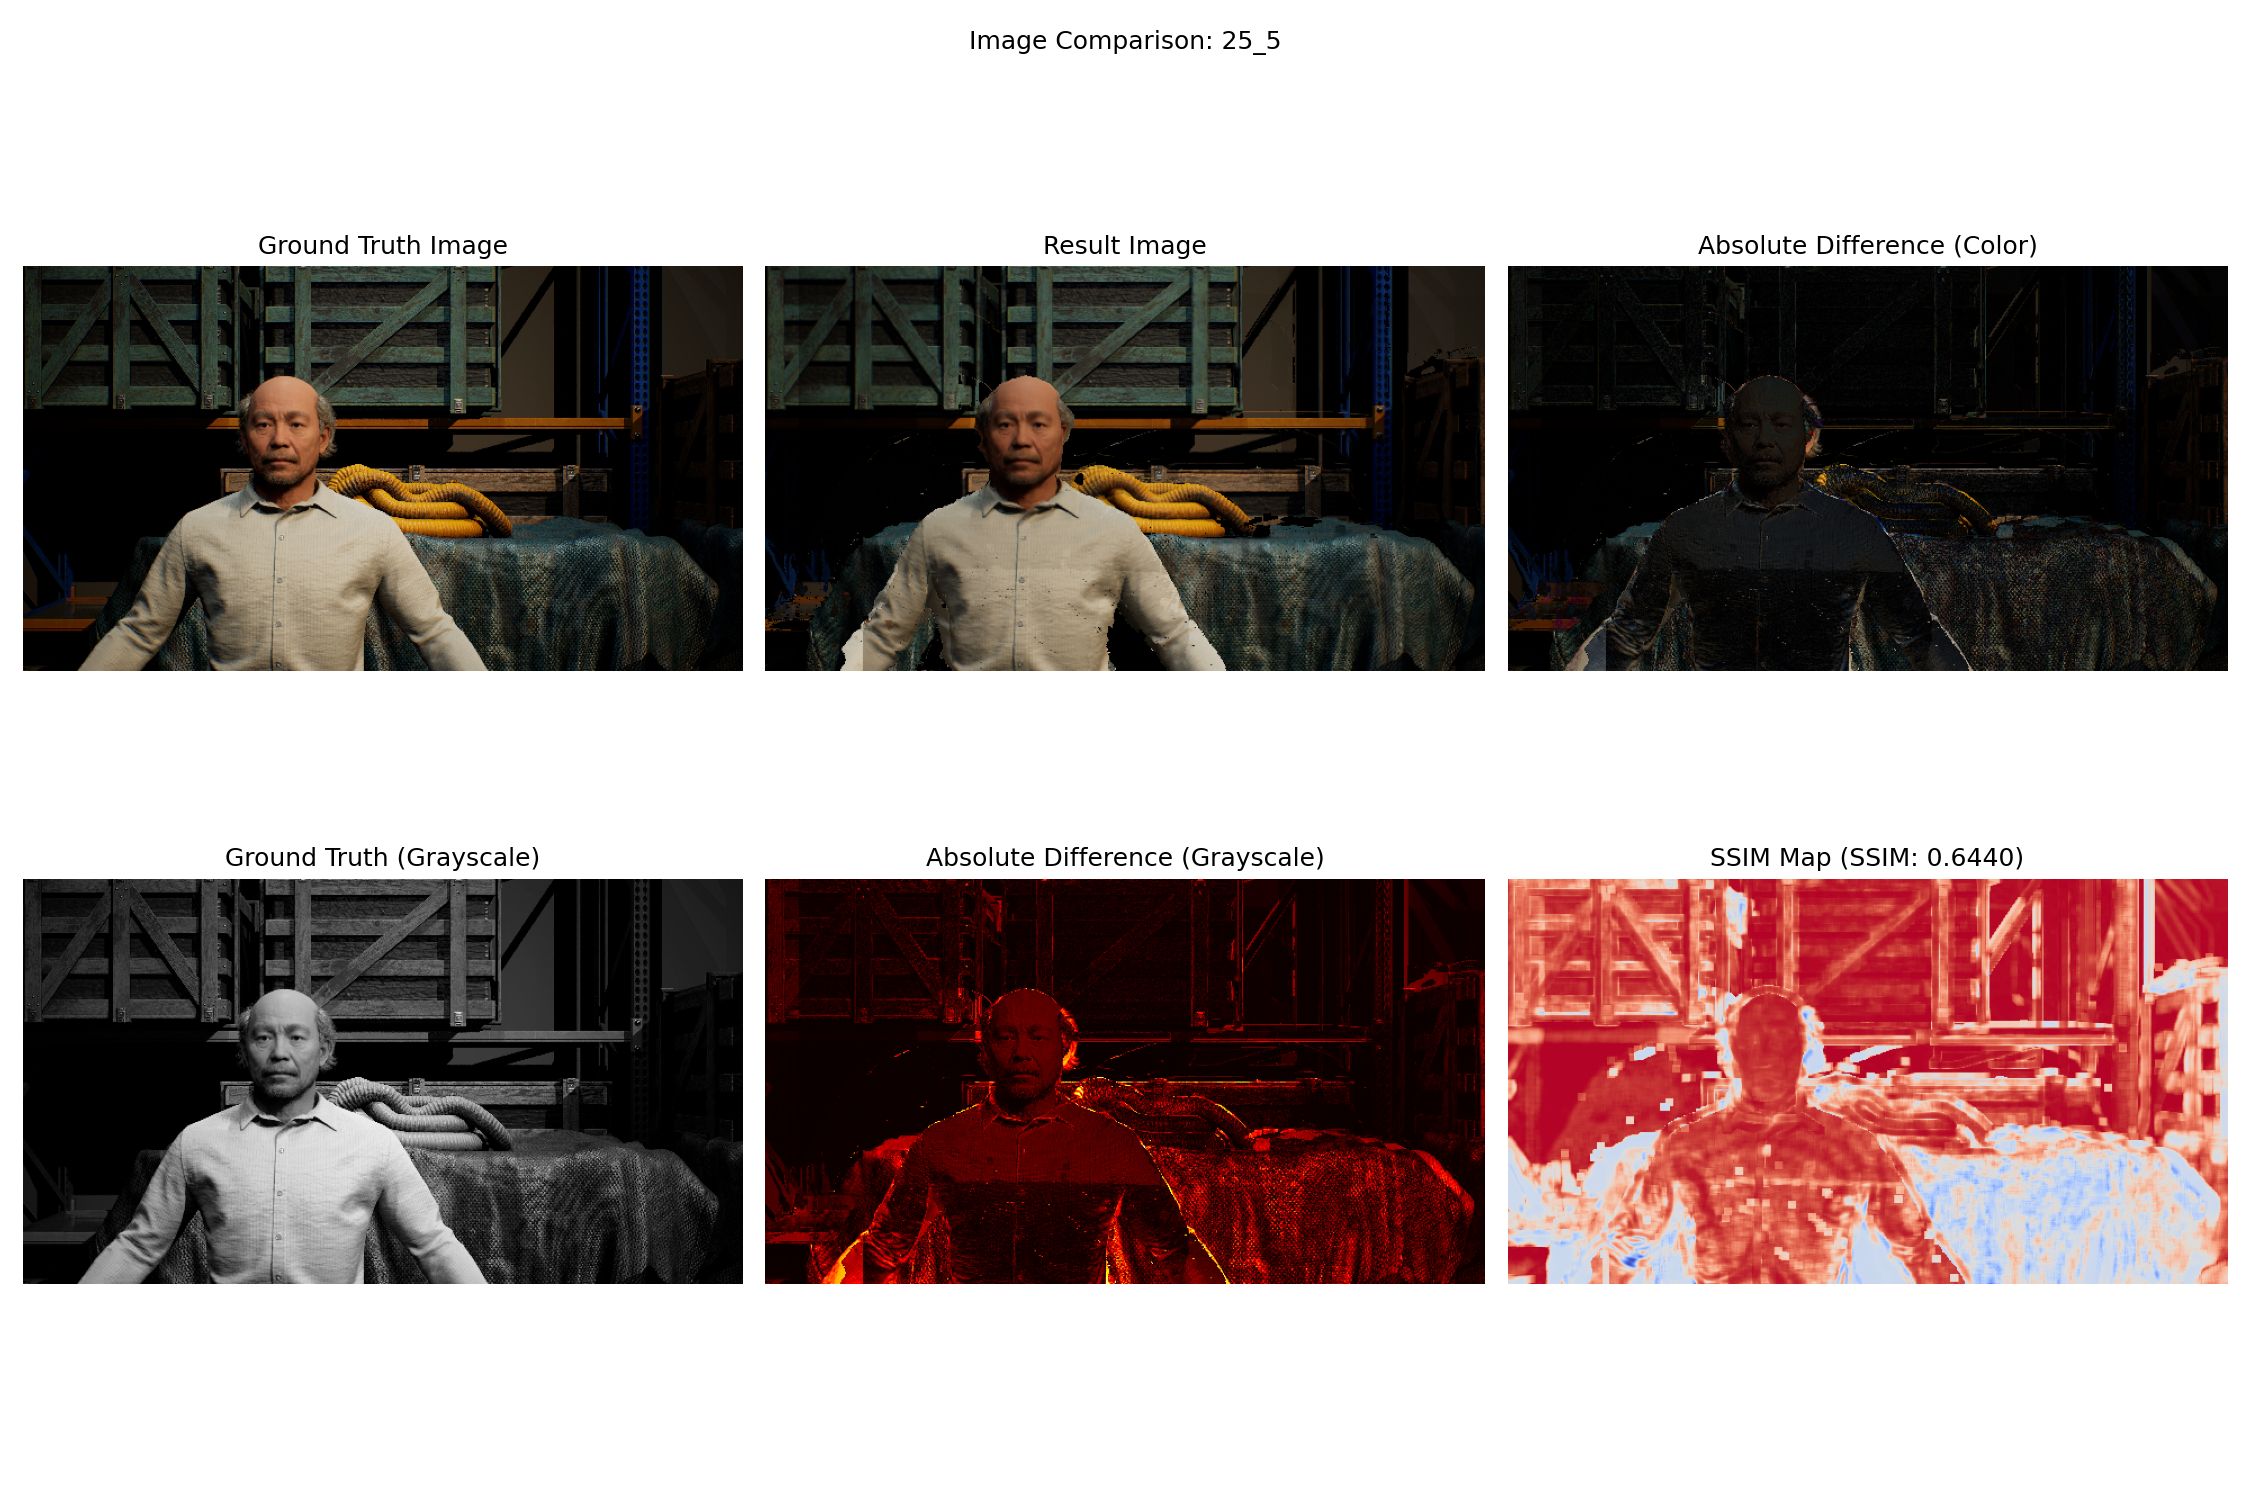 Image Comparison: 25_5
Ground Truth Image
Result Image
Absolute Difference (Color)
Ground Truth (Grayscale)
Absolute Difference (Grayscale)
SSIM Map (SSIM: 0.6440)